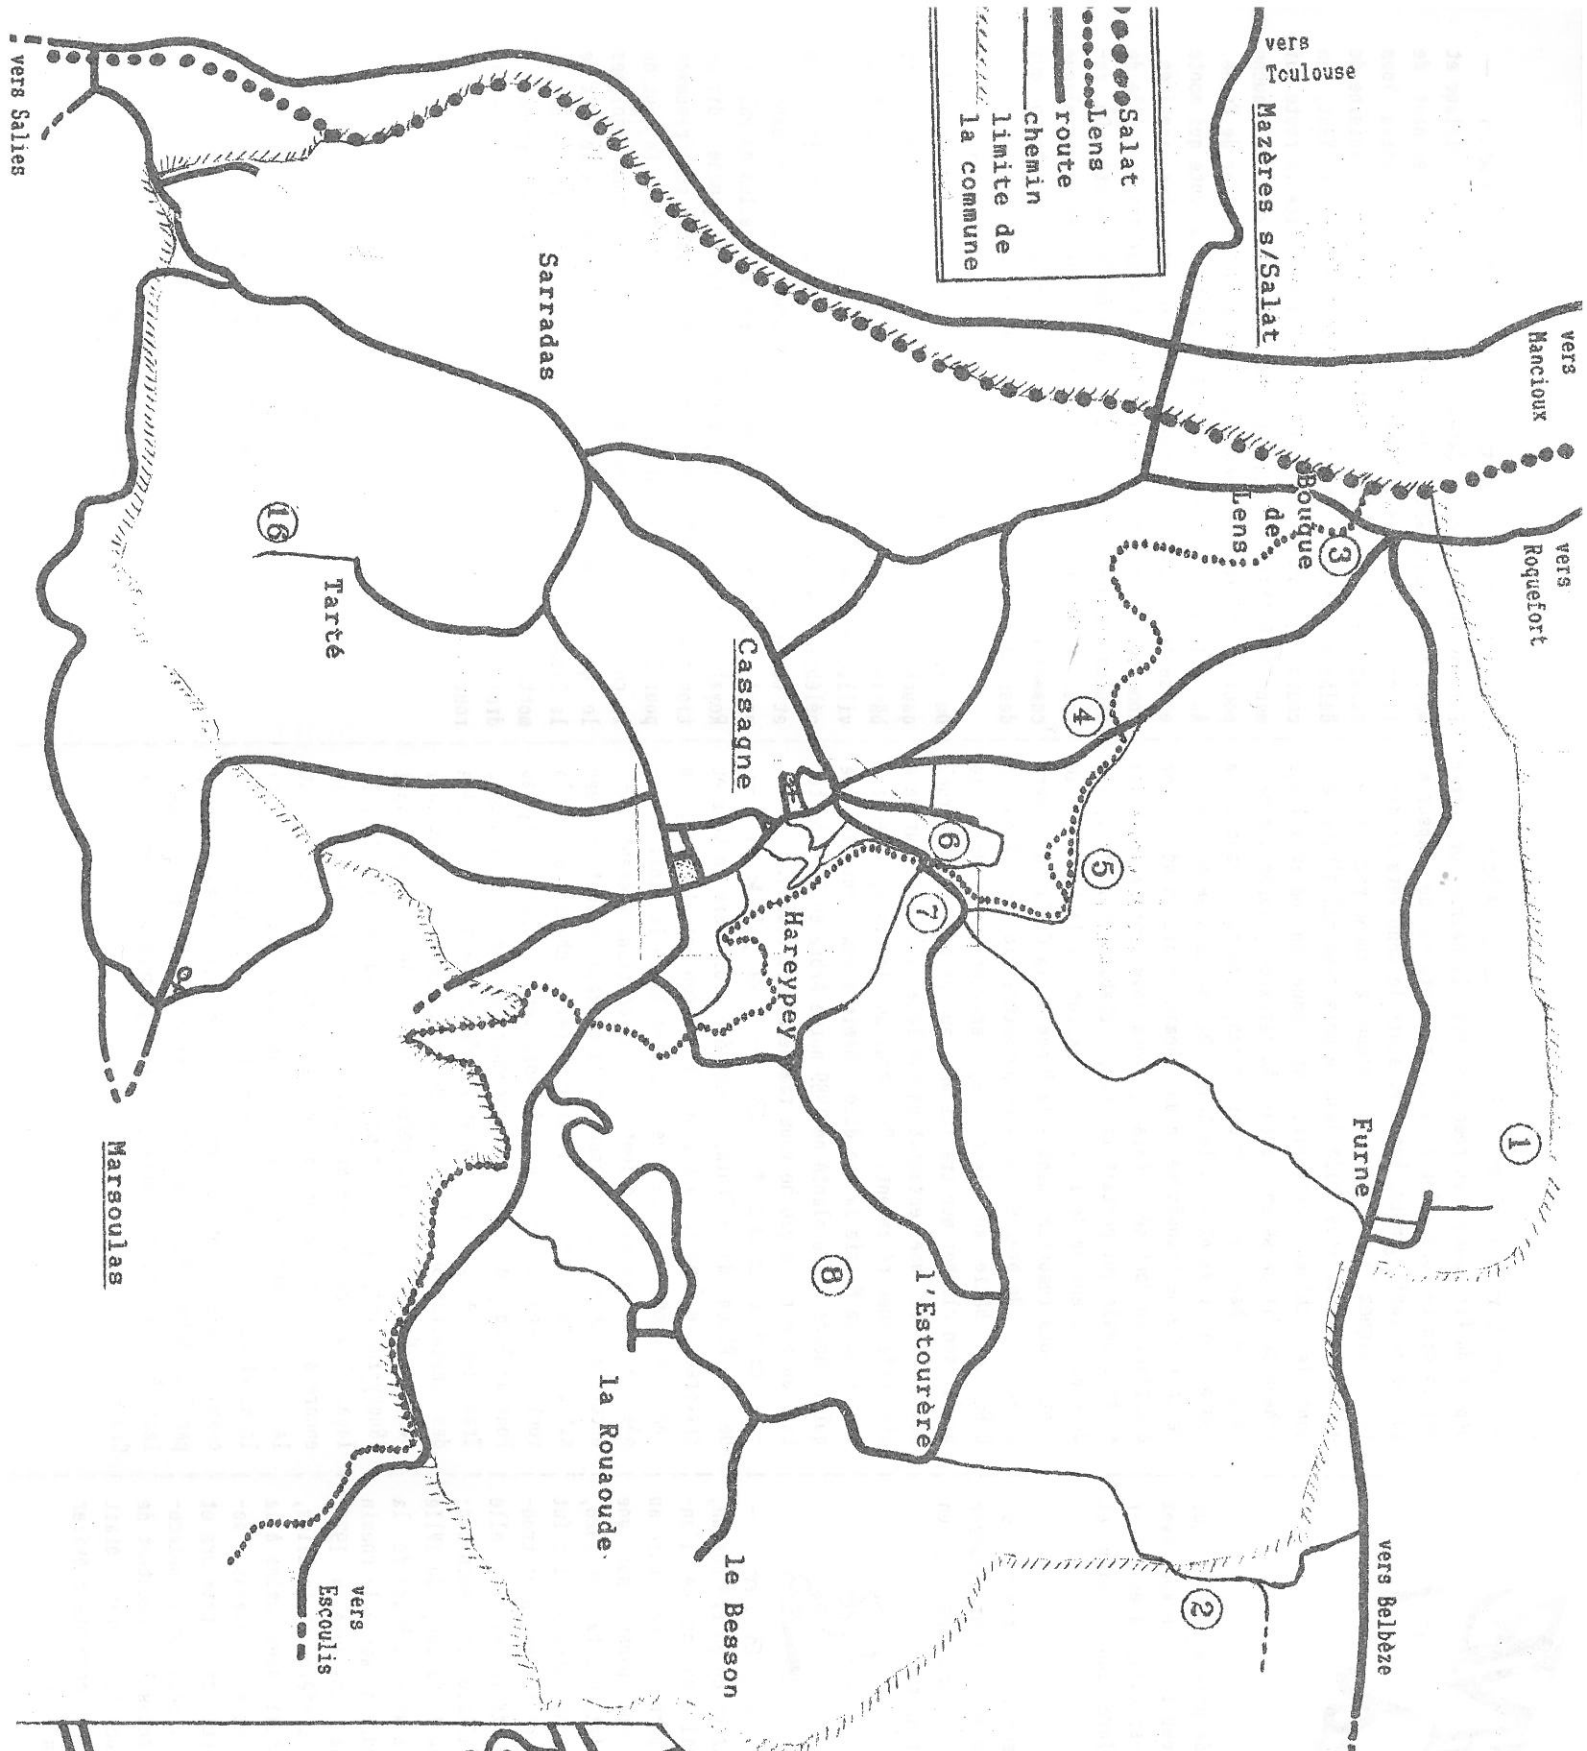 vers
Toulouse
Mazères s/Salat
vers
Mancioux
vers
Roquefort
Salat
Lens
route
chemin
limite de
la commune
vers Salies
Sarradas
Bouque
de
Lens
3
16
Tarté
Cassagne
4
5
6
7
Hareypey
1
Furne
8
l'Estourère
Marsoulas
la Rouaoude
le Besson
2
vers Belbèze
vers
Escoulis